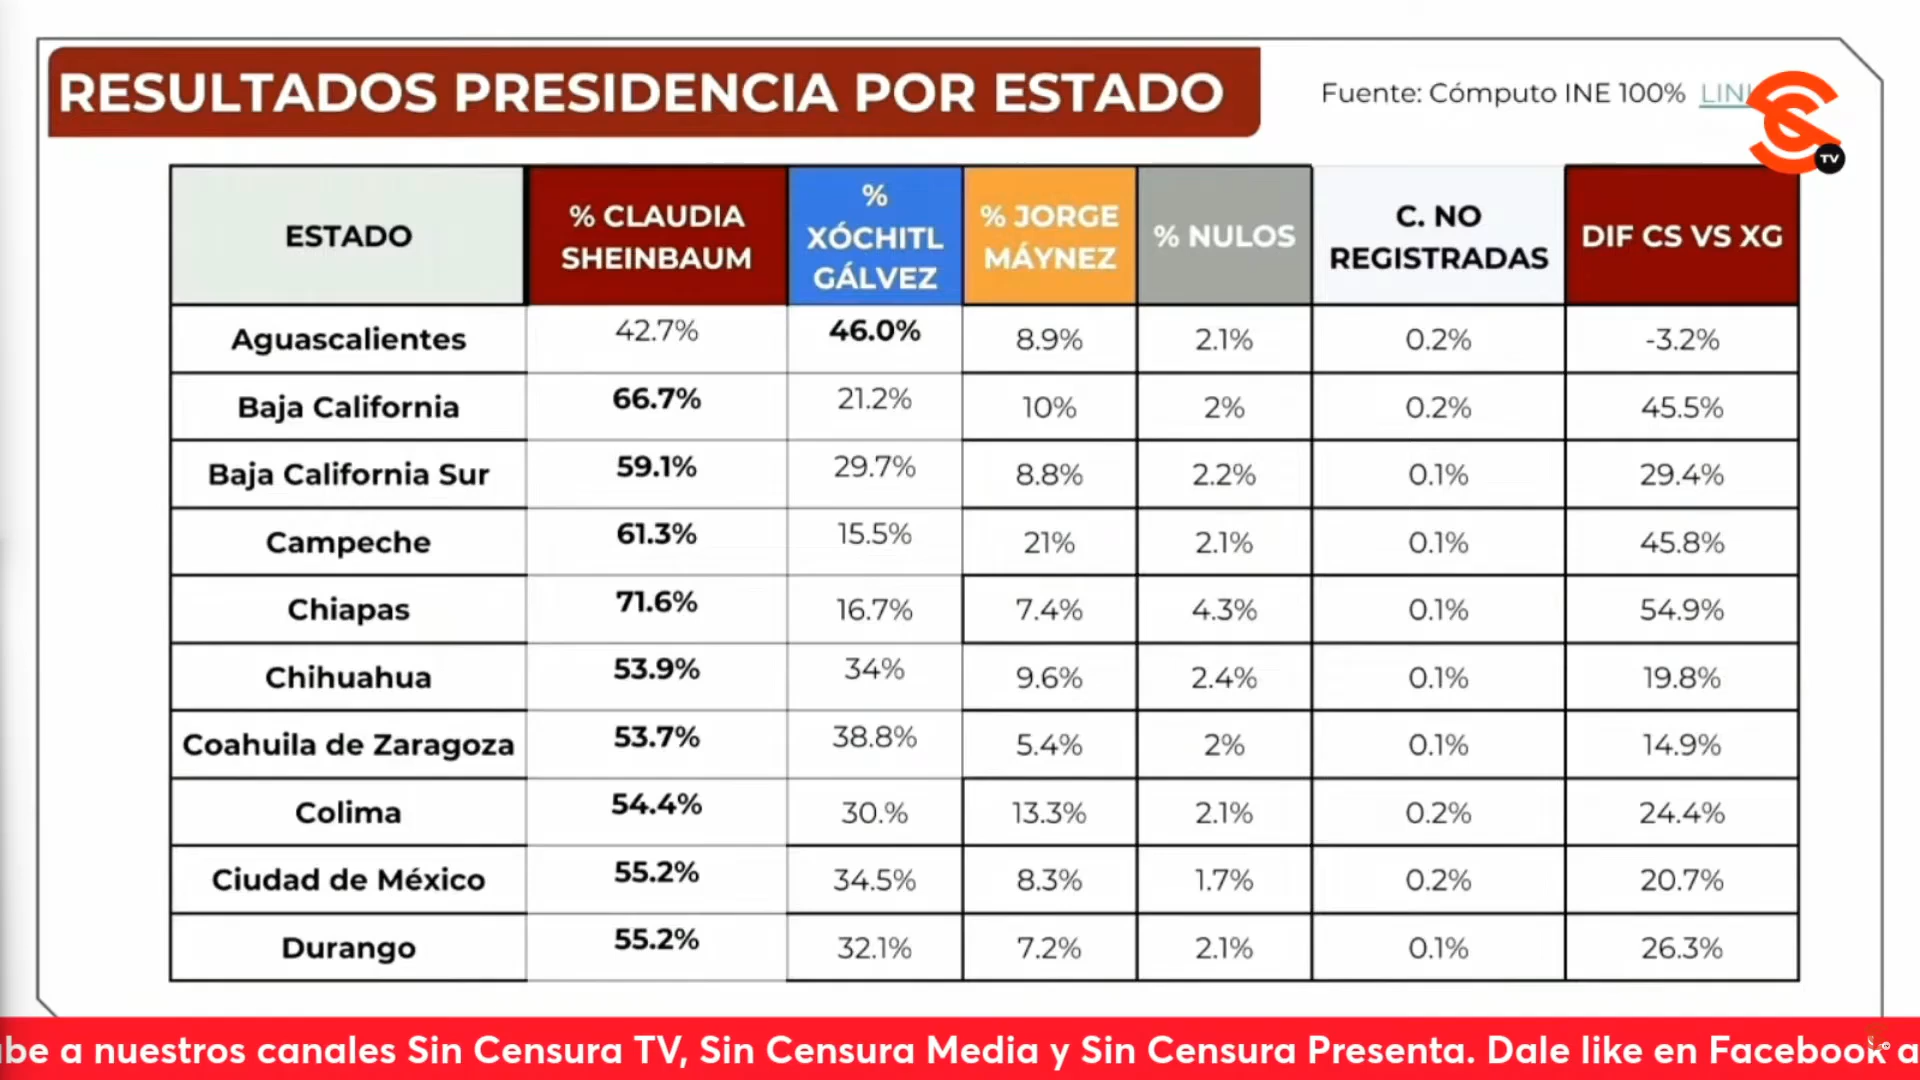 RESULTADOS PRESIDENCIA POR ESTADO
Fuente: Cómputo INE 100%
TV
ESTADO % CLAUDIA SHEINBAUM % XÓCHITL GÁLVEZ % JORGE MÁYNEZ % NULOS C. NO REGISTRADAS DIF CS VS XG
Aguascalientes 42.7% 46.0% 8.9% 2.1% 0.2% -3.2%
Baja California 66.7% 21.2% 10% 2% 0.2% 45.5%
Baja California Sur 59.1% 29.7% 8.8% 2.2% 0.1% 29.4%
Campeche 61.3% 15.5% 21% 2.1% 0.1% 45.8%
Chiapas 71.6% 16.7% 7.4% 4.3% 0.1% 54.9%
Chihuahua 53.9% 34% 9.6% 2.4% 0.1% 19.8%
Coahuila de Zaragoza 53.7% 38.8% 5.4% 2% 0.1% 14.9%
Colima 54.4% 30.% 13.3% 2.1% 0.2% 24.4%
Ciudad de México 55.2% 34.5% 8.3% 1.7% 0.2% 20.7%
Durango 55.2% 32.1% 7.2% 2.1% 0.1% 26.3%
be a nuestros canales Sin Censura TV, Sin Censura Media y Sin Censura Presenta. Dale like en Facebook a